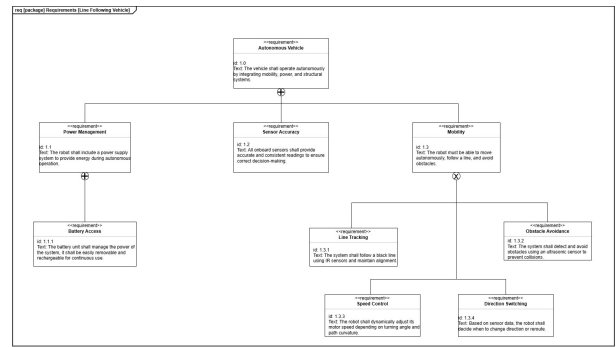 req [package] Requirements [Line Following Vehicle]
<<requirement>>
Autonomous Vehicle
id: 1.0
Text: The vehicle shall operate autonomously
by integrating mobility, power, and structural
systems.
<<requirement>>
Power Management
id: 1.1
Text: The robot shall include a power supply
system to provide energy during autonomous
operation.
<<requirement>>
Sensor Accuracy
id: 1.2
Text: All onboard sensors shall provide
accurate and consistent readings to ensure
correct decision-making.
<<requirement>>
Mobility
id: 1.3
Text: The robot must be able to move
autonomously, follow a line, and avoid
obstacles.
<<requirement>>
Battery Access
id: 1.1.1
Text: The battery unit shall manage the power of
the system, it shall be easily removable and
rechargeable for continuous use.
<<requirement>>
Line Tracking
id: 1.3.1
Text: The system shall follow a black line
using IR sensors and maintain alignment.
<<requirement>>
Obstacle Avoidance
id: 1.3.2
Text: The system shall detect and avoid
obstacles using an ultrasonic sensor to
prevent collisions.
<<requirement>>
Speed Control
id: 1.3.3
Text: The robot shall dynamically adjust its
motor speed depending on turning angle and
path curvature.
<<requirement>>
Direction Switching
id: 1.3.4
Text: Based on sensor data, the robot shall
decide when to change direction or reroute.